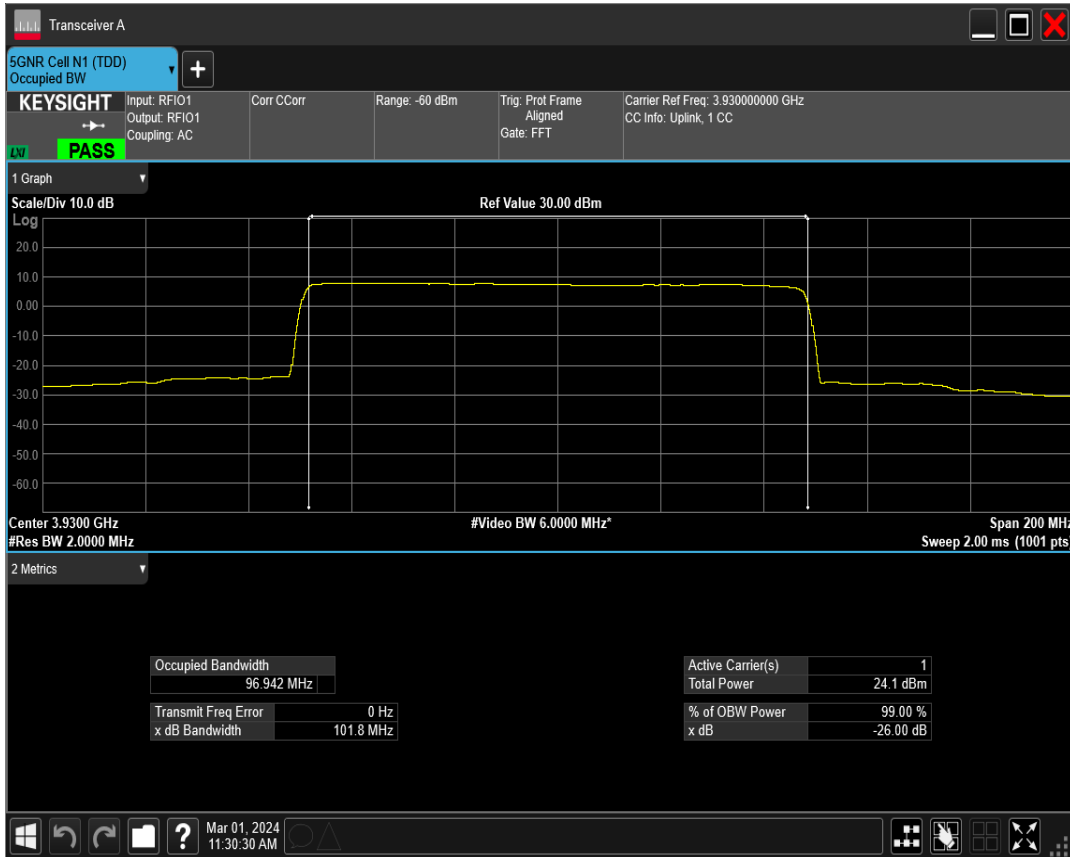 Transceiver A
5GNR Cell N1 (TDD)
Occupied BW
+
KEYSIGHT
LXI
PASS
Input: RFIO1
Output: RFIO1
Coupling: AC
Corr CCorr
Range: -60 dBm
Trig: Prot Frame
Aligned
Gate: FFT
Carrier Ref Freq: 3.930000000 GHz
CC Info: Uplink, 1 CC
1 Graph
Scale/Div 10.0 dB
Ref Value 30.00 dBm
Log
20.0
10.0
0.00
-10.0
-20.0
-30.0
-40.0
-50.0
-60.0
Center 3.9300 GHz
#Video BW 6.0000 MHz*
Span 200 MHz
#Res BW 2.0000 MHz
Sweep 2.00 ms (1001 pts)
2 Metrics
Occupied Bandwidth
96.942 MHz
Transmit Freq Error 0 Hz
x dB Bandwidth 101.8 MHz
Active Carrier(s) 1
Total Power 24.1 dBm
% of OBW Power 99.00 %
x dB -26.00 dB
?
Mar 01, 2024
11:30:30 AM